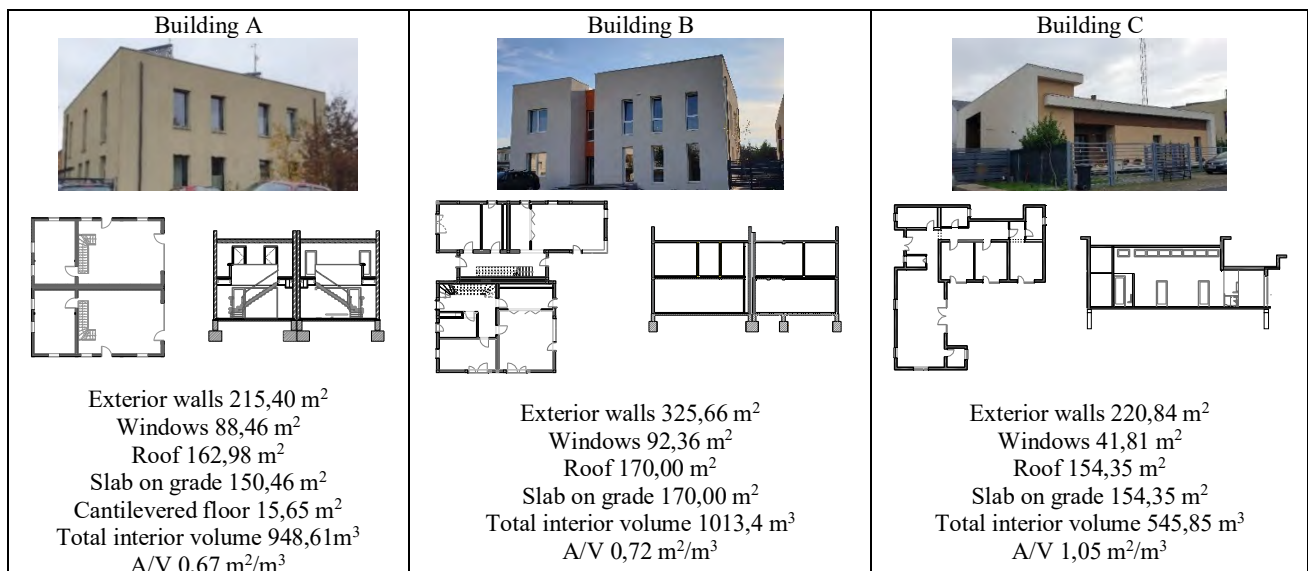 Building A
Exterior walls 215,40 m²
Windows 88,46 m²
Roof 162,98 m²
Slab on grade 150,46 m²
Cantilevered floor 15,65 m²
Total interior volume 948,61m³
A/V 0,67 m²/m³
Building B
Exterior walls 325,66 m²
Windows 92,36 m²
Roof 170,00 m²
Slab on grade 170,00 m²
Total interior volume 1013,4 m³
A/V 0,72 m²/m³
Building C
Exterior walls 220,84 m²
Windows 41,81 m²
Roof 154,35 m²
Slab on grade 154,35 m²
Total interior volume 545,85 m³
A/V 1,05 m²/m³